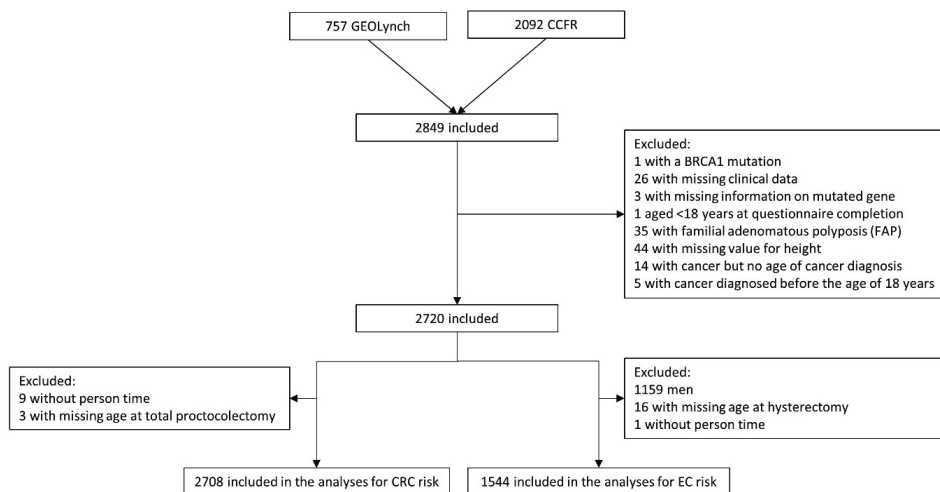 757 GEOLynch
2092 CCFR
2849 included
Excluded:
1 with a BRCA1 mutation
26 with missing clinical data
3 with missing information on mutated gene
1 aged <18 years at questionnaire completion
35 with familial adenomatous polyposis (FAP)
44 with missing value for height
14 with cancer but no age of cancer diagnosis
5 with cancer diagnosed before the age of 18 years
2720 included
Excluded:
9 without person time
3 with missing age at total proctocolectomy
Excluded:
1159 men
16 with missing age at hysterectomy
1 without person time
2708 included in the analyses for CRC risk
1544 included in the analyses for EC risk